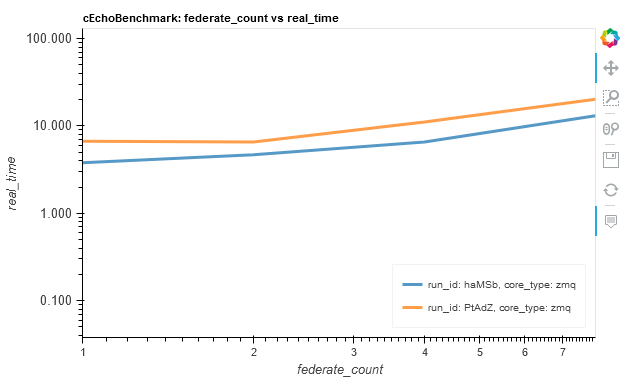 cEchoBenchmark: federate_count vs real_time
100.000
10.000
1.000
0.100
real_time
run_id: haMSb, core_type: zmq
run_id: PtAdZ, core_type: zmq
1 2 3 4 5 6 7
federate_count